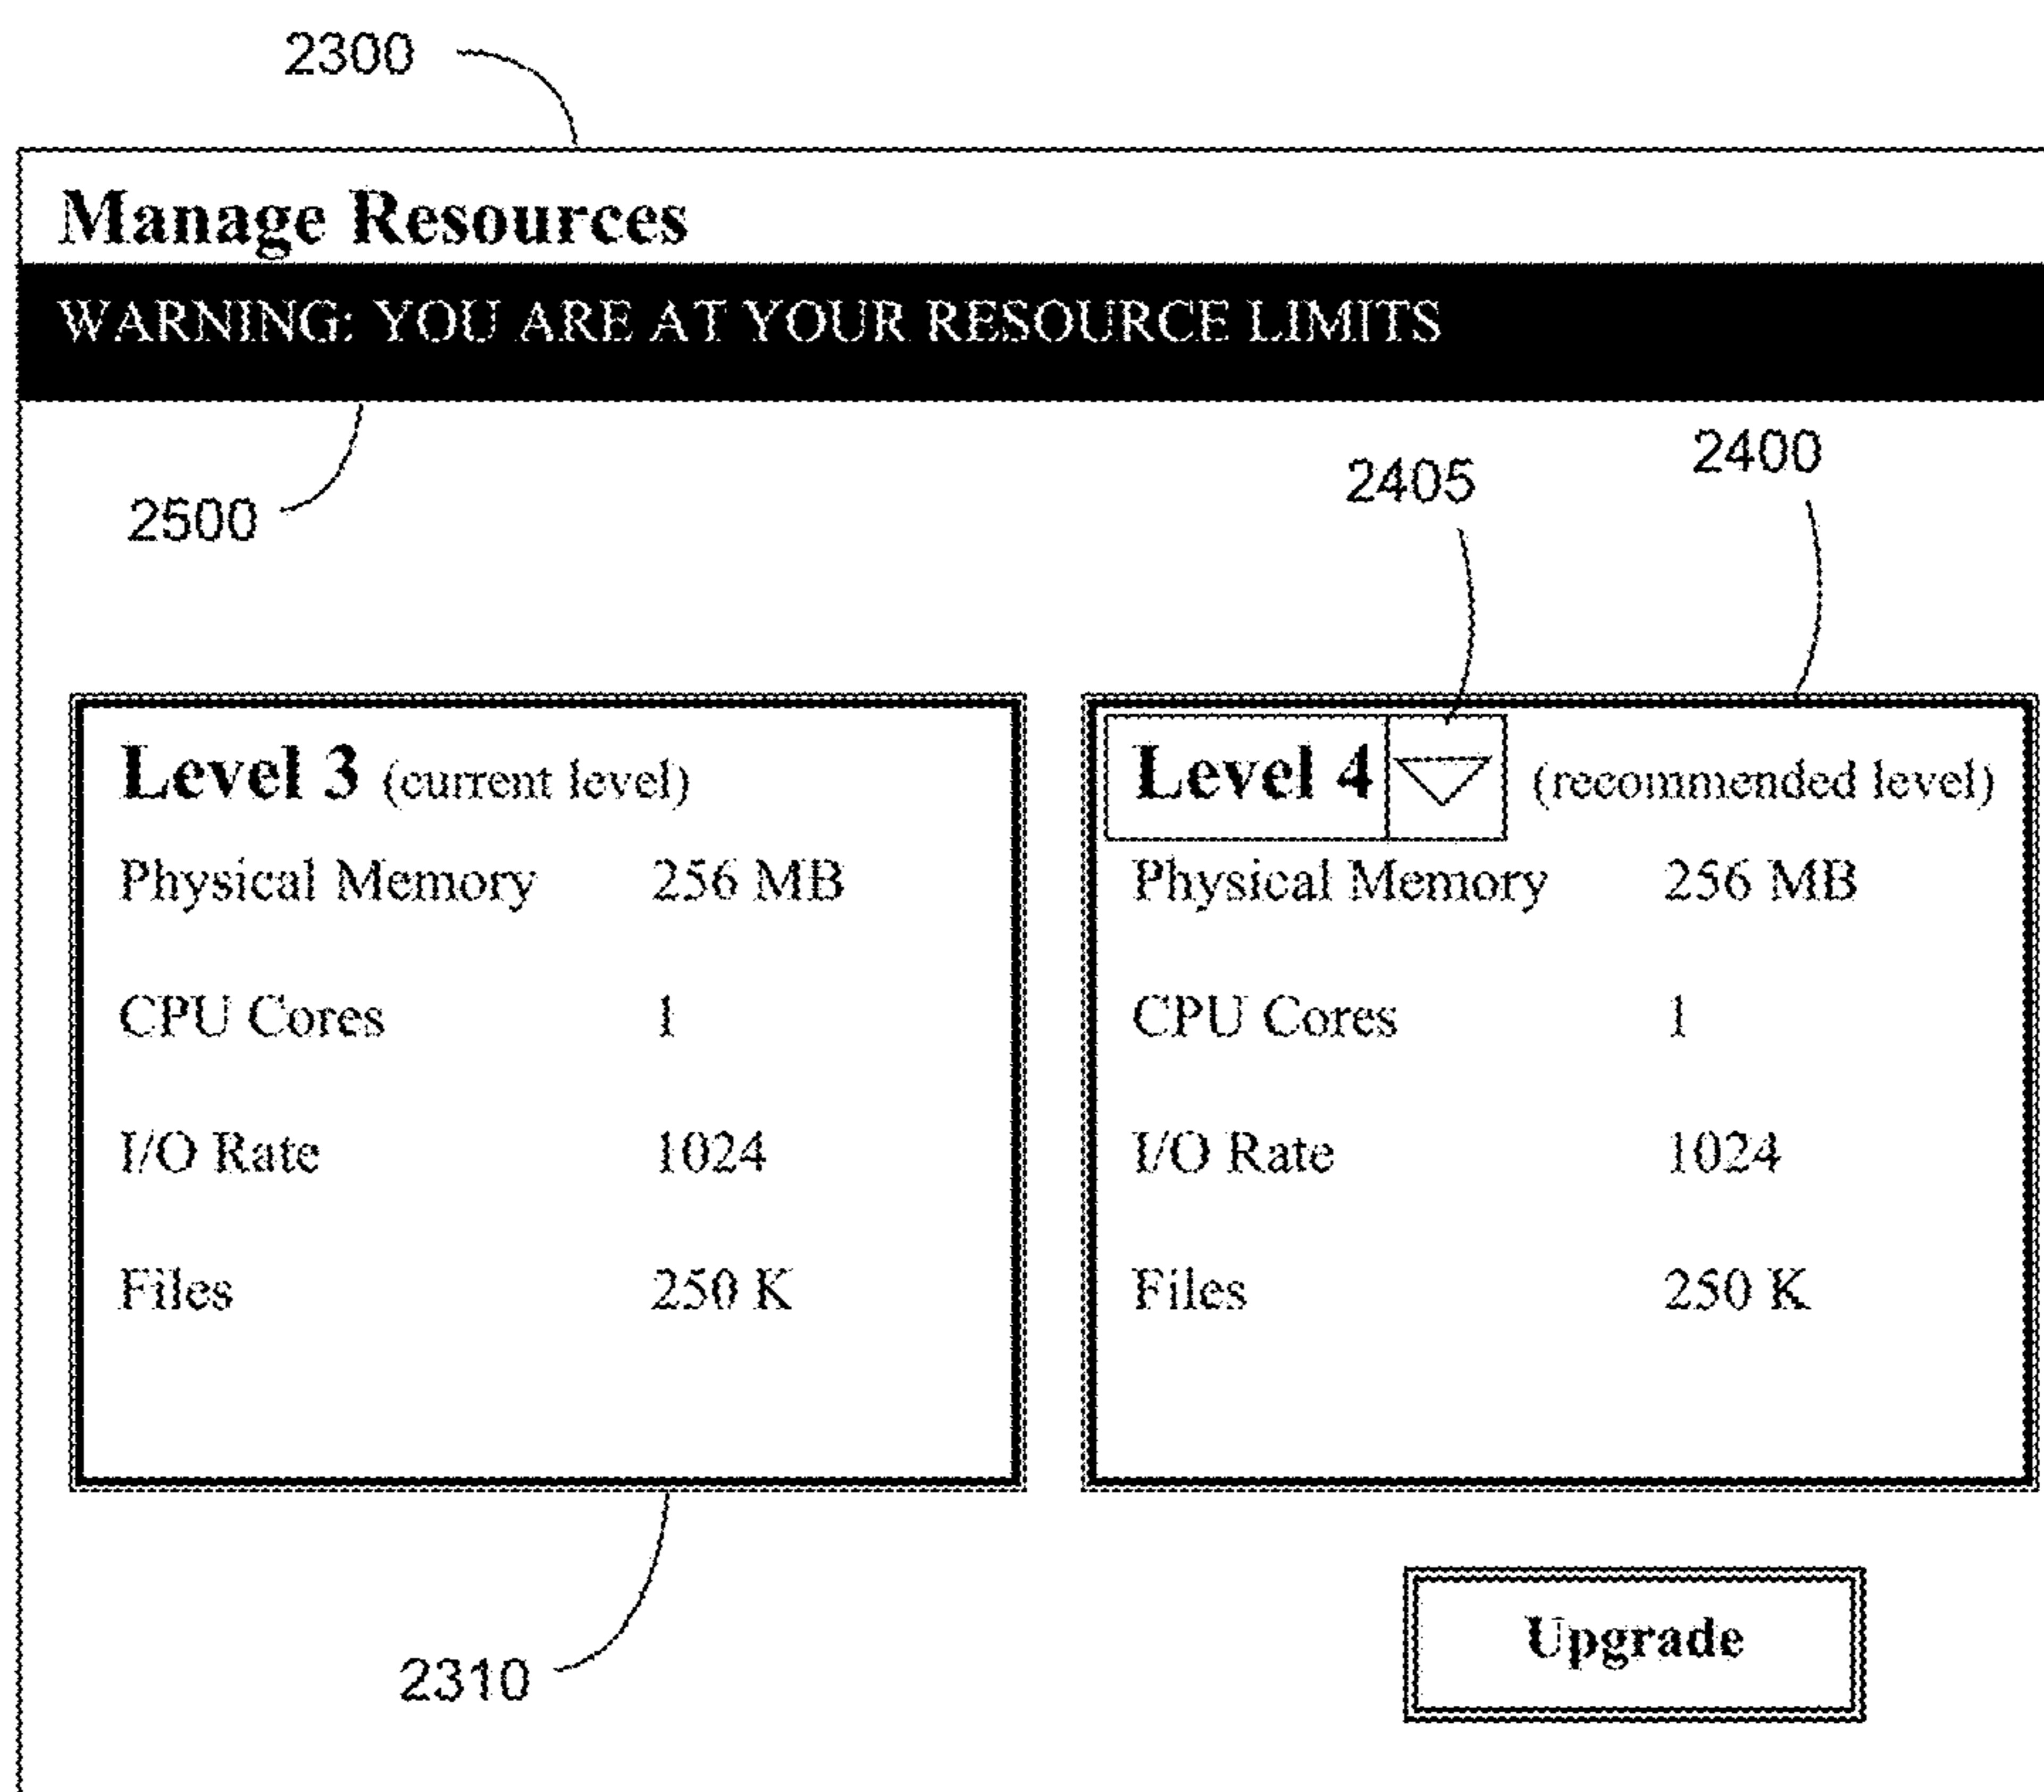 2300
Manage Resources
WARNING: YOU ARE AT YOUR RESOURCE LIMITS
2500
2405
2400
Level 3 (current level)
Physical Memory 256 MB
CPU Cores 1
I/O Rate 1024
Files 250 K
Level 4 (recommended level)
Physical Memory 256 MB
CPU Cores 1
I/O Rate 1024
Files 250 K
2310
Upgrade